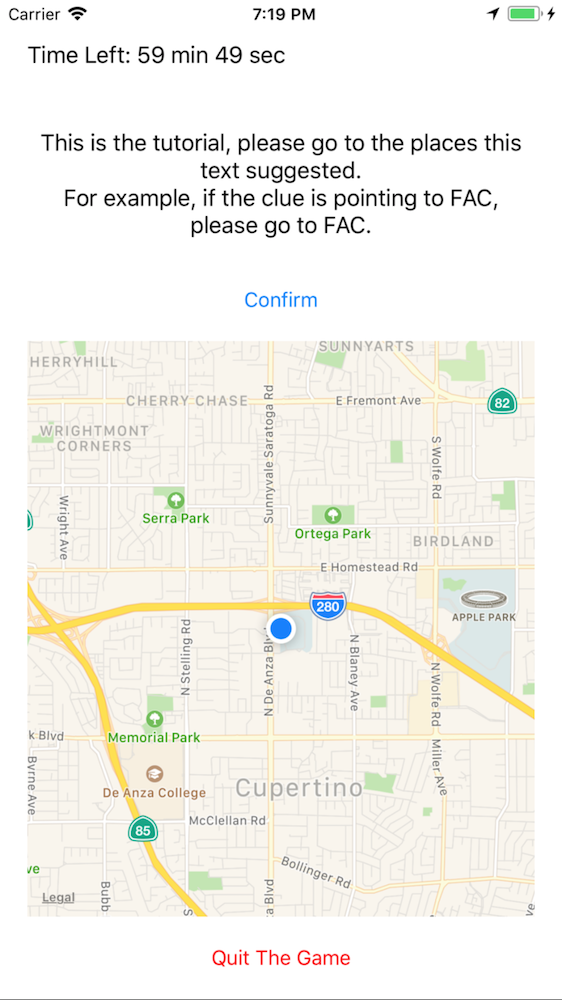 Carrier 7:19 PM
Time Left: 59 min 49 sec
This is the tutorial, please go to the places this
text suggested.
For example, if the clue is pointing to FAC,
please go to FAC.
Confirm
SUNNYARTS
HERRYHILL
CHERRY CHASE
E Fremont Ave
82
WRIGHTMONT
CORNERS
Sunnyvale Saratoga Rd
S Wolfe Rd
Wright Ave
Serra Park
Ortega Park
BIRDLAND
E Homestead Rd
280
APPLE PARK
N Stelling Rd
N De Anza Blv
N Blaney Ave
N Wolfe Rd
Memorial Park
k Blvd
Byrne Ave
Miller Ave
De Anza College
Cupertino
85
McClellan Rd
Bollinger Rd
ve
Legal
Bubb
S
a Blvd
ve
Quit The Game